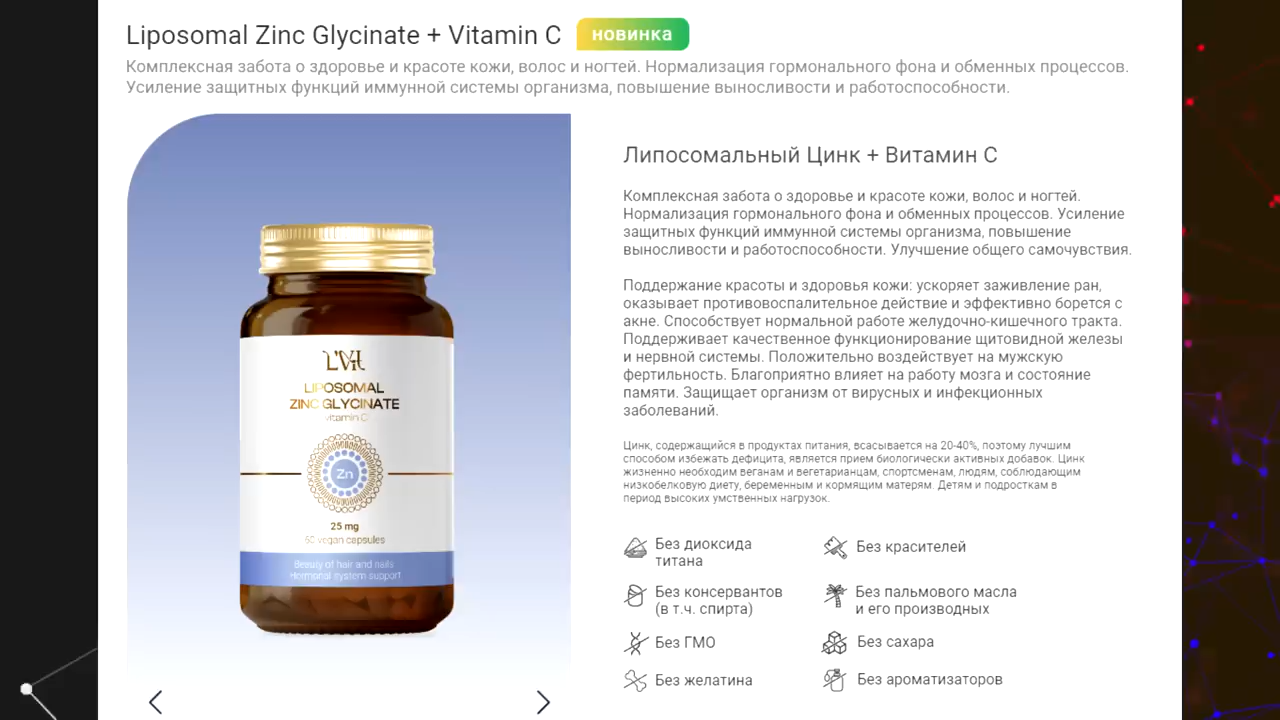 Liposomal Zinc Glycinate + Vitamin C новинка
Комплексная забота о здоровье и красоте кожи, волос и ногтей. Нормализация гормонального фона и обменных процессов.
Усиление защитных функций иммунной системы организма, повышение выносливости и работоспособности.
L'Vit
LIPOSOMAL
ZINC GLYCINATE
vitamin C
Zn
25 mg
60 vegan capsules
Beauty of hair and nails
Hormonal system support
Липосомальный Цинк + Витамин С
Комплексная забота о здоровье и красоте кожи, волос и ногтей.
Нормализация гормонального фона и обменных процессов. Усиление
защитных функций иммунной системы организма, повышение
выносливости и работоспособности. Улучшение общего самочувствия.
Поддержание красоты и здоровья кожи: ускоряет заживление ран,
оказывает противовоспалительное действие и эффективно борется с
акне. Способствует нормальной работе желудочно-кишечного тракта.
Поддерживает качественное функционирование щитовидной железы
и нервной системы. Положительно воздействует на мужскую
фертильность. Благоприятно влияет на работу мозга и состояние
памяти. Защищает организм от вирусных и инфекционных
заболеваний.
Цинк, содержащийся в продуктах питания, всасывается на 20-40%, поэтому лучшим
способом избежать дефицита, является прием биологически активных добавок. Цинк
жизненно необходим веганам и вегетарианцам, спортсменам, людям, соблюдающим
низкобелковую диету, беременным и кормящим матерям. Детям и подросткам в
период высоких умственных нагрузок.
Без диоксида
титана
Без красителей
Без консервантов
(в т.ч. спирта)
Без пальмового масла
и его производных
Без ГМО
Без сахара
Без желатина
Без ароматизаторов